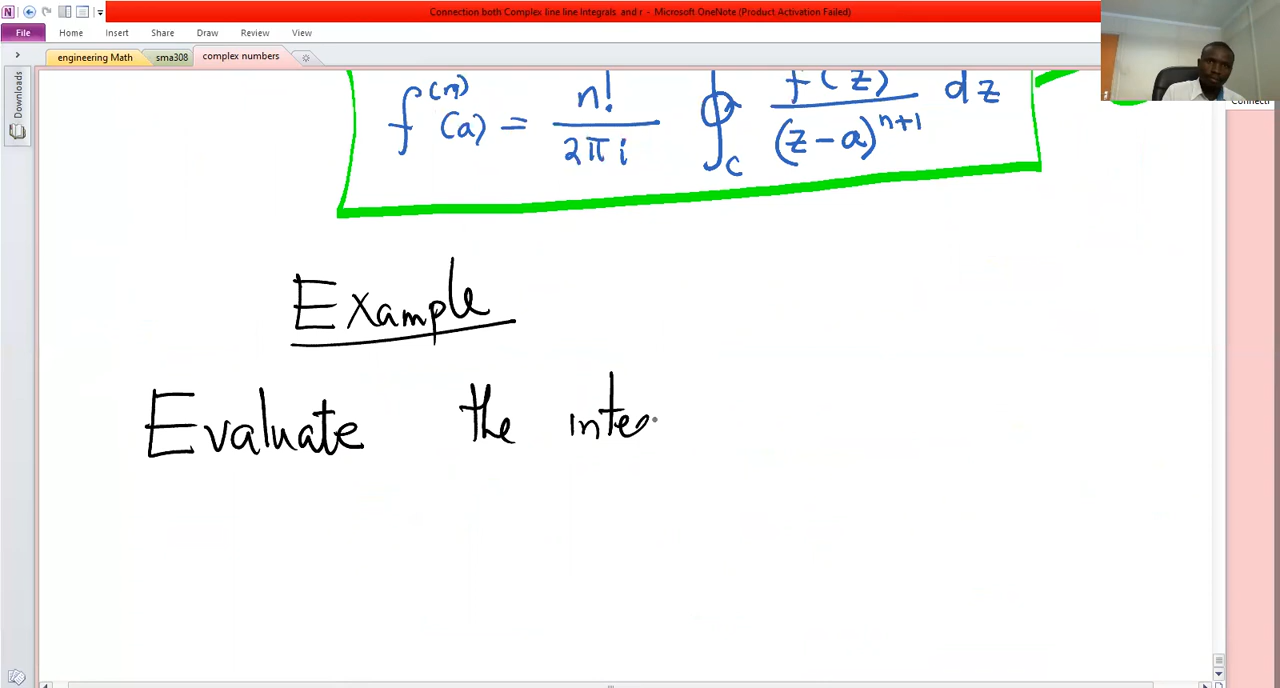 Connection both Complex line line Integrals and r - Microsoft OneNote (Product Activation Failed)
File Home Insert Share Draw Review View
engineering Math sma308 complex numbers
Downloads
f^(n) (a) = n! / 2πi ∮_C f(z) / (z-a)^n+1 dz
Example
Evaluate the inte